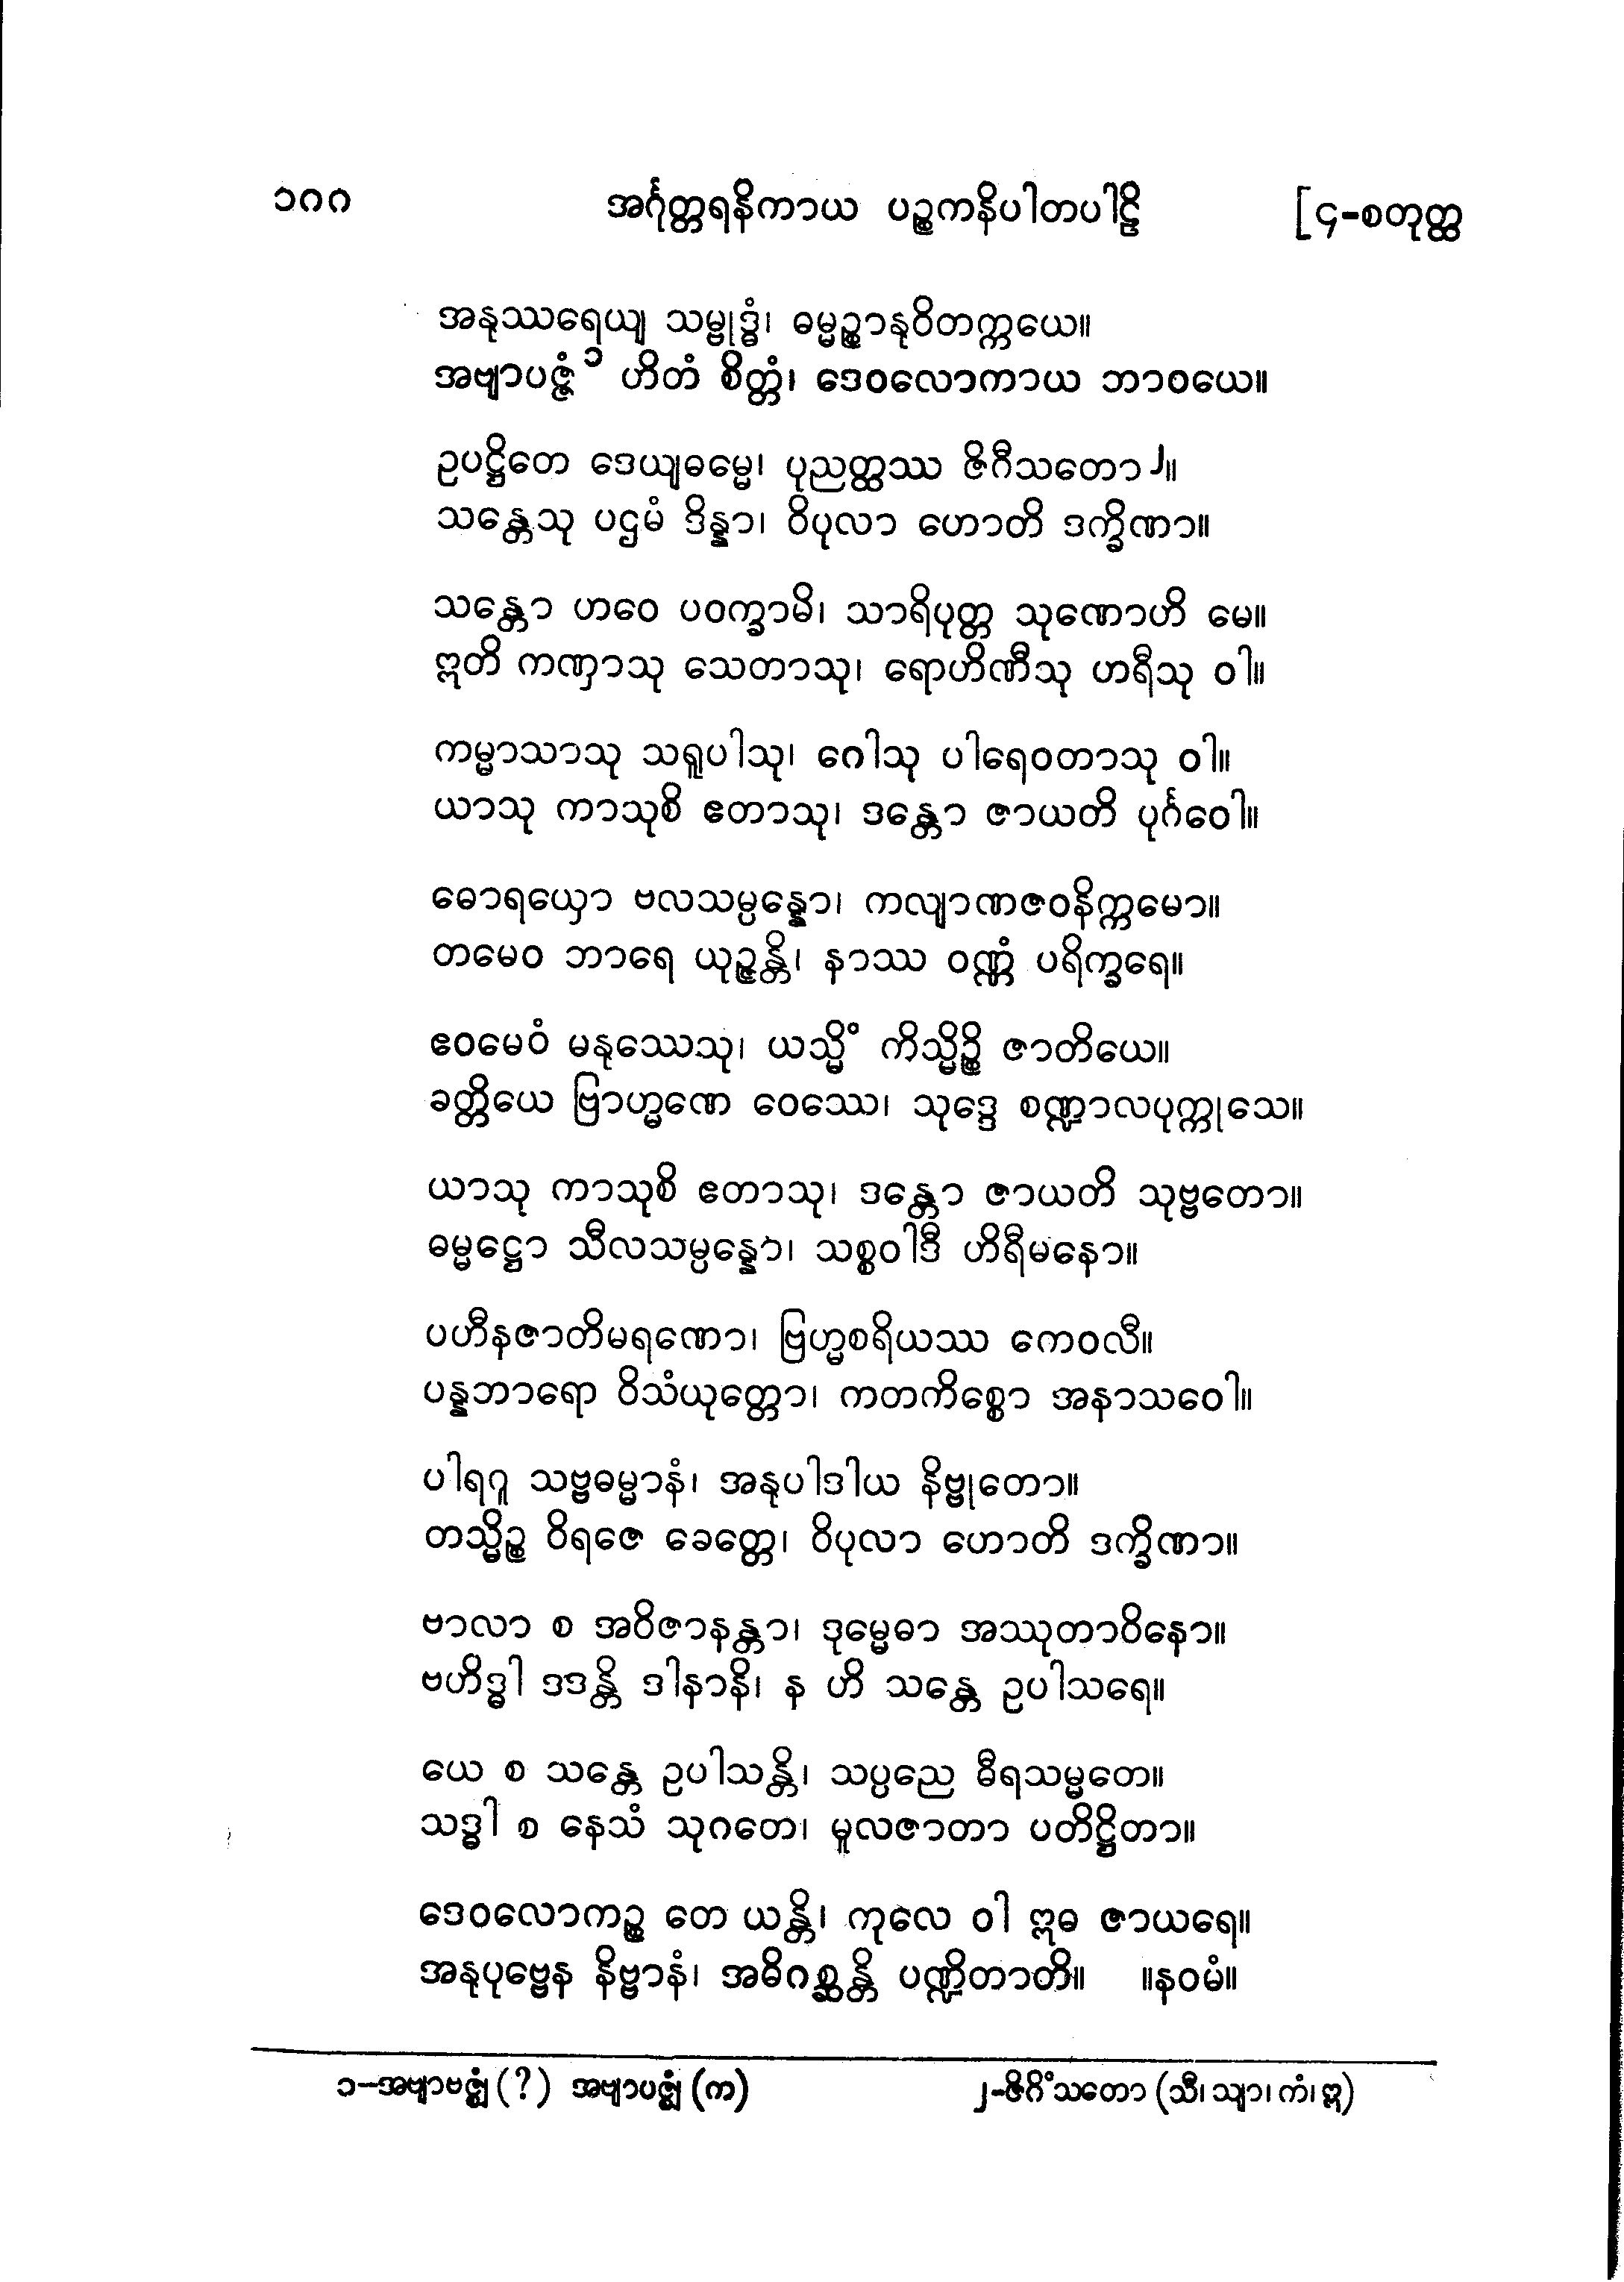 ၁၈၈ အင်္ဂုတ္တရနိကာယ ပဉ္စကနိပါတပါဠိ [၄-စတုတ္ထ
အနုဿရေယျ သမ္ဗုဒ္ဓံ၊ ဓမ္မဉ္စာနုဝိတက္ကယေ။
အဗျာပဇ္ဇံ ၁ ဟိတံ စိတ္တံ၊ ဒေဝလောကာယ ဘာဝယေ။
ဥပဋ္ဌိတေ ဒေယျဓမ္မေ၊ ပုညတ္ထဿ ဇိဂီသတော ၂။
သန္တေသု ပဌမံ ဒိန္နာ၊ ဝိပုလာ ဟောတိ ဒက္ခိဏာ။
သန္တော ဟဝေ ပဝက္ခာမိ၊ သာရိပုတ္တ သုဏောဟိ မေ။
ဣတိ ကဏှာသု သေတာသု၊ ရောဟိဏီသု ဟရီသု ဝါ။
ကမ္မာသာသု သရူပါသု၊ ဂေါသု ပါရေဝတာသု ဝါ။
ယာသု ကာသုစိ ဧတာသု၊ ဒန္တော ဇာယတိ ပုင်္ဂဝေါ။
ဓောရယှော ဗလသမ္ပန္နော၊ ကလျာဏဇဝနိက္ကမော။
တမေဝ ဘာရေ ယုဉ္ဇန္တိ၊ နာဿ ဝဏ္ဏံ ပရိက္ခရေ။
ဧဝမေဝံ မနုဿေသု၊ ယသ္မိံ ကိသ္မိဉ္စိ ဇာတိယေ။
ခတ္တိယေ ဗြာဟ္မဏေ ဝေဿေ၊ သုဒ္ဒေ စဏ္ဍာလပုက္ကုသေ။
ယာသု ကာသုစိ ဧတာသု၊ ဒန္တော ဇာယတိ သုဗ္ဗတော။
ဓမ္မဋ္ဌော သီလသမ္ပန္နော၊ သစ္စဝါဒီ ဟိရီမနော။
ပဟီနဇာတိမရဏော၊ ဗြဟ္မစရိယဿ ကေဝလီ။
ပန္နဘာရော ဝိသံယုတ္တော၊ ကတကိစ္စော အနာသဝေါ။
ပါရဂူ သဗ္ဗဓမ္မာနံ၊ အနုပါဒါယ နိဗ္ဗုတော။
တသ္မိဉ္စ ဝိရဇေ ခေတ္တေ၊ ဝိပုလာ ဟောတိ ဒက္ခိဏာ။
ဗာလာ စ အဝိဇာနန္တာ၊ ဒုမ္မေဓာ အဿုတာဝိနော။
ဗဟိဒ္ဓါ ဒဒန္တိ ဒါနာနိ၊ န ဟိ သန္တေ ဥပါသရေ။
ယေ စ သန္တေ ဥပါသန္တိ၊ သပ္ပညေ ဓီရသမ္မတေ။
သဒ္ဓါ စ နေသံ သုဂတေ၊ မူလဇာတာ ပတိဋ္ဌိတာ။
ဒေဝလောကဉ္စ တေ ယန္တိ၊ ကုလေ ဝါ ဣဓ ဇာယရေ။
အနုပုဗ္ဗေန နိဗ္ဗာနံ၊ အဓိဂစ္ဆန္တိ ပဏ္ဍိတာတိ။ ။နဝမံ။
၁-အဗျာဗဇ္ဈံ (?) အဗျာပဇ္ဈံ (က) ၂-ဇိဂိံသတော (သီ၊ သျာ၊ ကံ၊ ဣ)